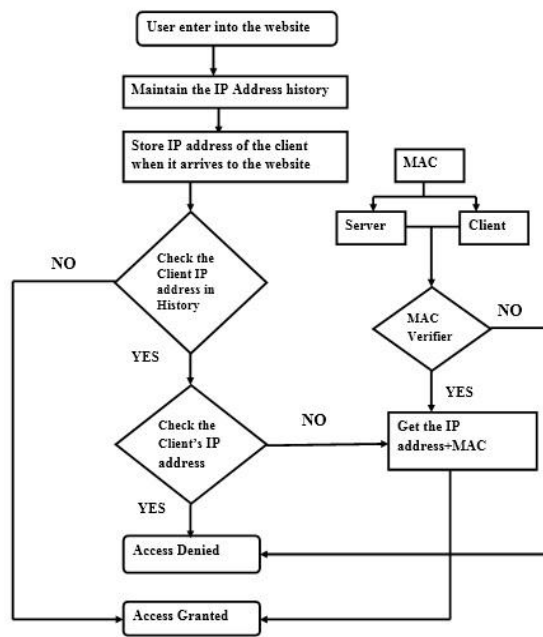 User enter into the website
Maintain the IP Address history
Store IP address of the client
when it arrives to the website
MAC
Server
Client
NO
Check the
Client IP
address in
History
MAC
Verifier
NO
YES
YES
Check the
Client's IP
address
NO
Get the IP
address+MAC
YES
Access Denied
Access Granted